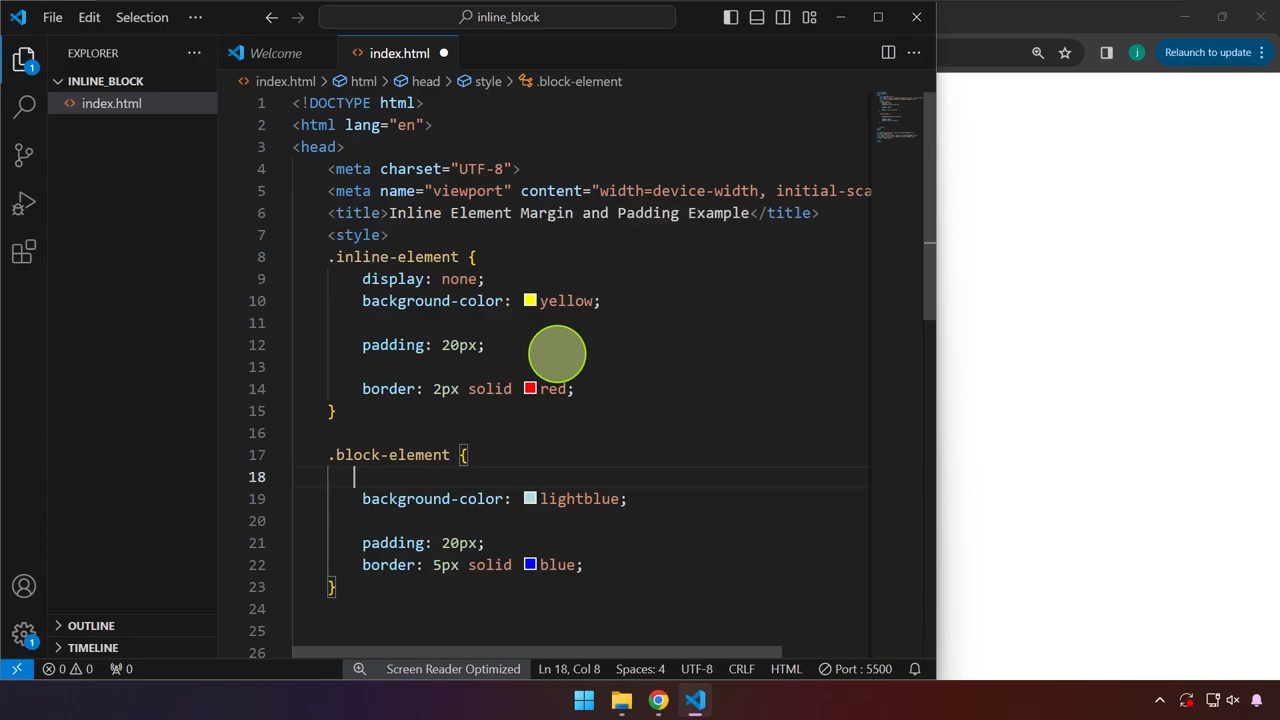 File Edit Selection ··· inline_block
EXPLORER ··· Welcome index.html
INLINE_BLOCK index.html > html > head > style > .block-element
index.html
1 <!DOCTYPE html>
2 <html lang="en">
3 <head>
4 <meta charset="UTF-8">
5 <meta name="viewport" content="width=device-width, initial-sca
6 <title>Inline Element Margin and Padding Example</title>
7 <style>
8 .inline-element {
9 display: none;
10 background-color: yellow;
11
12 padding: 20px;
13
14 border: 2px solid red;
15 }
16
17 .block-element {
18
19 background-color: lightblue;
20
21 padding: 20px;
22 border: 5px solid blue;
23 }
24
25
26
OUTLINE
TIMELINE
1
1
0 0 0 Screen Reader Optimized Ln 18, Col 8 Spaces: 4 UTF-8 CRLF HTML Port : 5500
j Relaunch to update